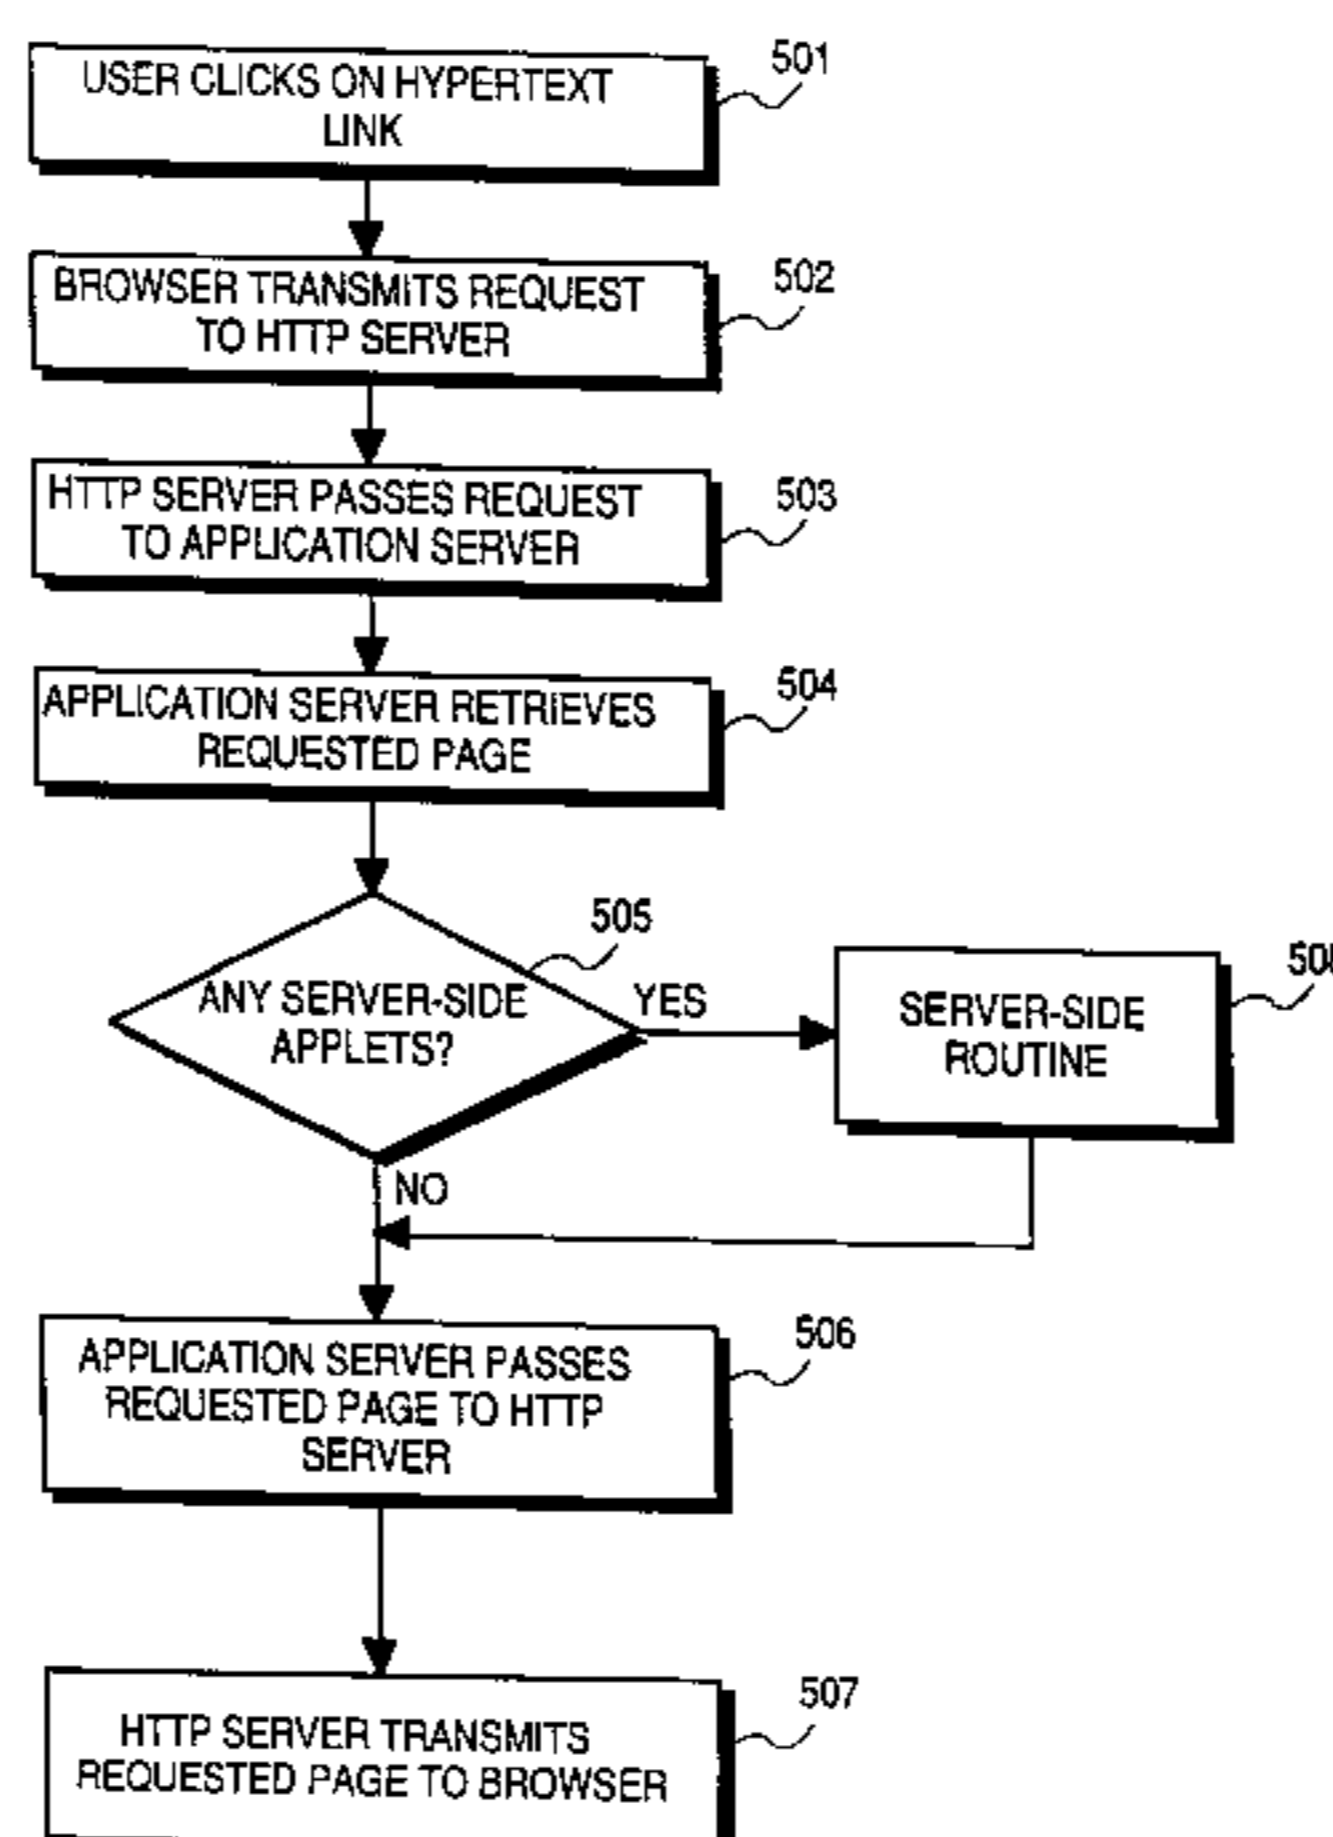 501
USER CLICKS ON HYPERTEXT
LINK
502
BROWSER TRANSMITS REQUEST
TO HTTP SERVER
503
HTTP SERVER PASSES REQUEST
TO APPLICATION SERVER
504
APPLICATION SERVER RETRIEVES
REQUESTED PAGE
505
ANY SERVER-SIDE
APPLETS?
YES
SERVER-SIDE
ROUTINE
NO
506
APPLICATION SERVER PASSES
REQUESTED PAGE TO HTTP
SERVER
507
HTTP SERVER TRANSMITS
REQUESTED PAGE TO BROWSER